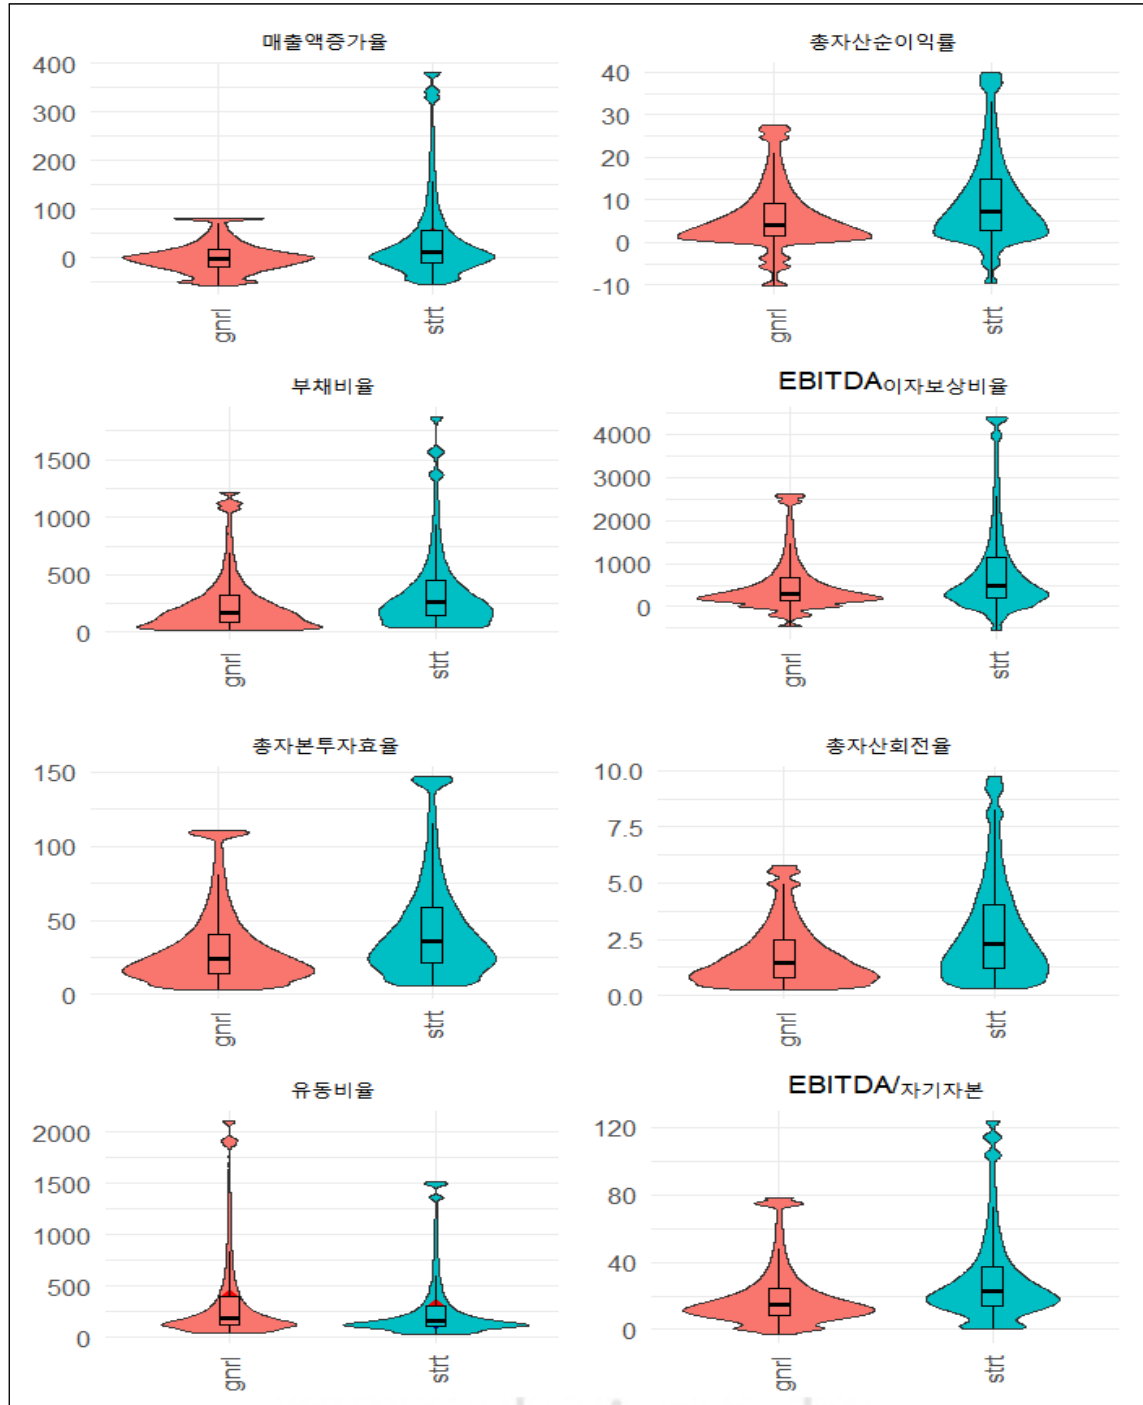 매출액증가율
400
300
200
100
0
gnrl
strt
총자산순이익률
40
30
20
10
0
-10
gnrl
strt
부채비율
1500
1000
500
0
gnrl
strt
EBITDA이자보상비율
4000
3000
2000
1000
0
gnrl
strt
총자본투자효율
150
100
50
0
gnrl
strt
총자산회전율
10.0
7.5
5.0
2.5
0.0
gnrl
strt
유동비율
2000
1500
1000
500
0
gnrl
strt
EBITDA/자기자본
120
80
40
0
gnrl
strt